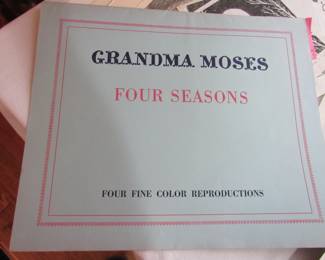 GRANDMA MOSES
FOUR SEASONS
FOUR FINE COLOR REPRODUCTIONS